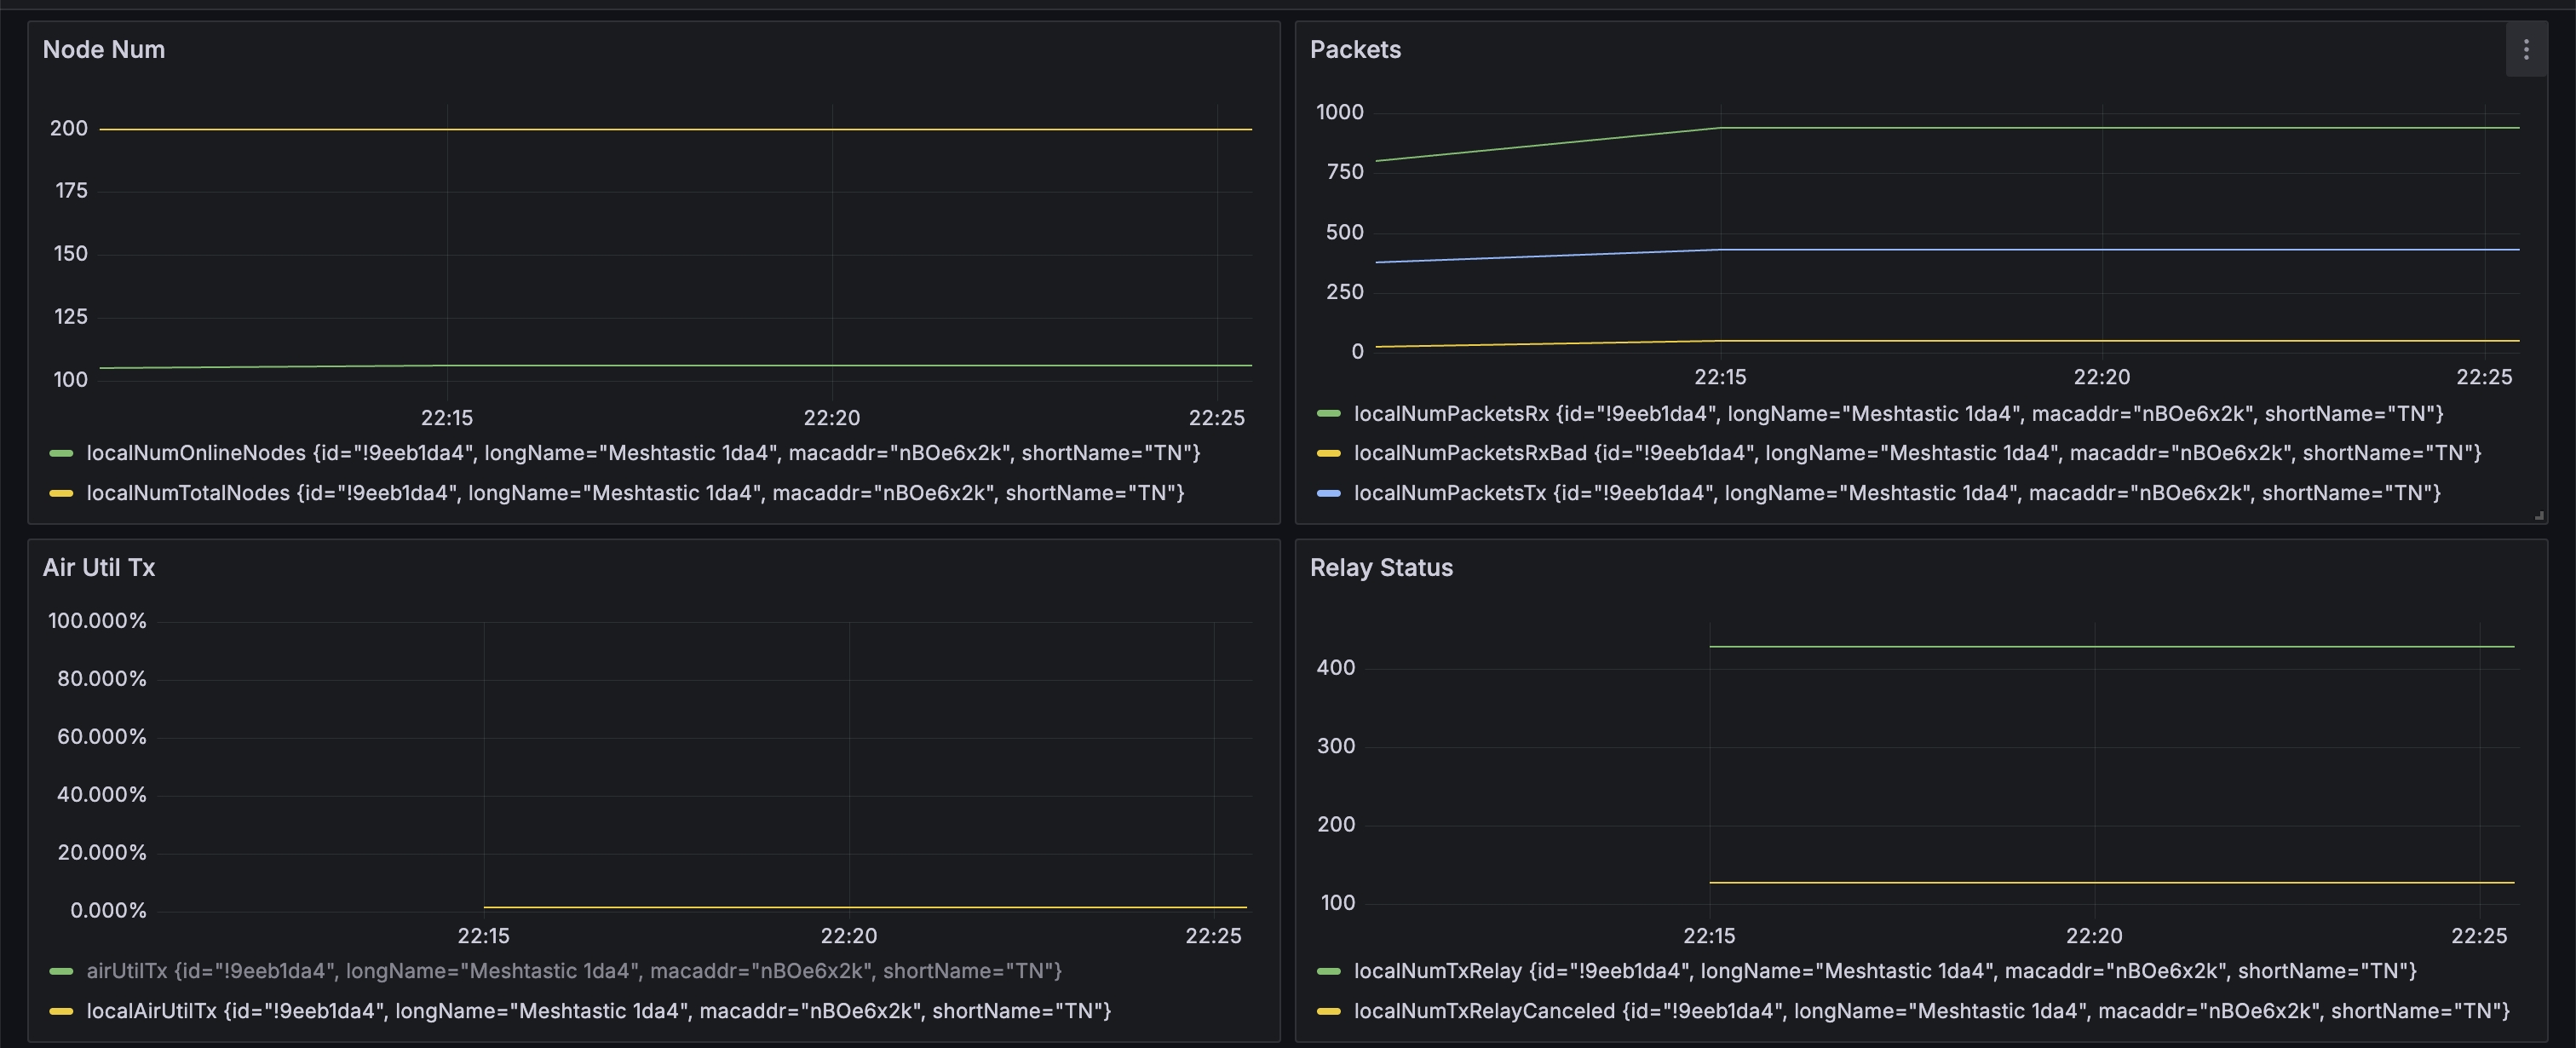 Node Num
200
175
150
125
100
22:15 22:20 22:25
localNumOnlineNodes {id="!9eeb1da4", longName="Meshtastic 1da4", macaddr="nBOe6x2k", shortName="TN"}
localNumTotalNodes {id="!9eeb1da4", longName="Meshtastic 1da4", macaddr="nBOe6x2k", shortName="TN"}
Packets
1000
750
500
250
0
22:15 22:20 22:25
localNumPacketsRx {id="!9eeb1da4", longName="Meshtastic 1da4", macaddr="nBOe6x2k", shortName="TN"}
localNumPacketsRxBad {id="!9eeb1da4", longName="Meshtastic 1da4", macaddr="nBOe6x2k", shortName="TN"}
localNumPacketsTx {id="!9eeb1da4", longName="Meshtastic 1da4", macaddr="nBOe6x2k", shortName="TN"}
Air Util Tx
100.000%
80.000%
60.000%
40.000%
20.000%
0.000%
22:15 22:20 22:25
airUtilTx {id="!9eeb1da4", longName="Meshtastic 1da4", macaddr="nBOe6x2k", shortName="TN"}
localAirUtilTx {id="!9eeb1da4", longName="Meshtastic 1da4", macaddr="nBOe6x2k", shortName="TN"}
Relay Status
400
300
200
100
22:15 22:20 22:25
localNumTxRelay {id="!9eeb1da4", longName="Meshtastic 1da4", macaddr="nBOe6x2k", shortName="TN"}
localNumTxRelayCanceled {id="!9eeb1da4", longName="Meshtastic 1da4", macaddr="nBOe6x2k", shortName="TN"}